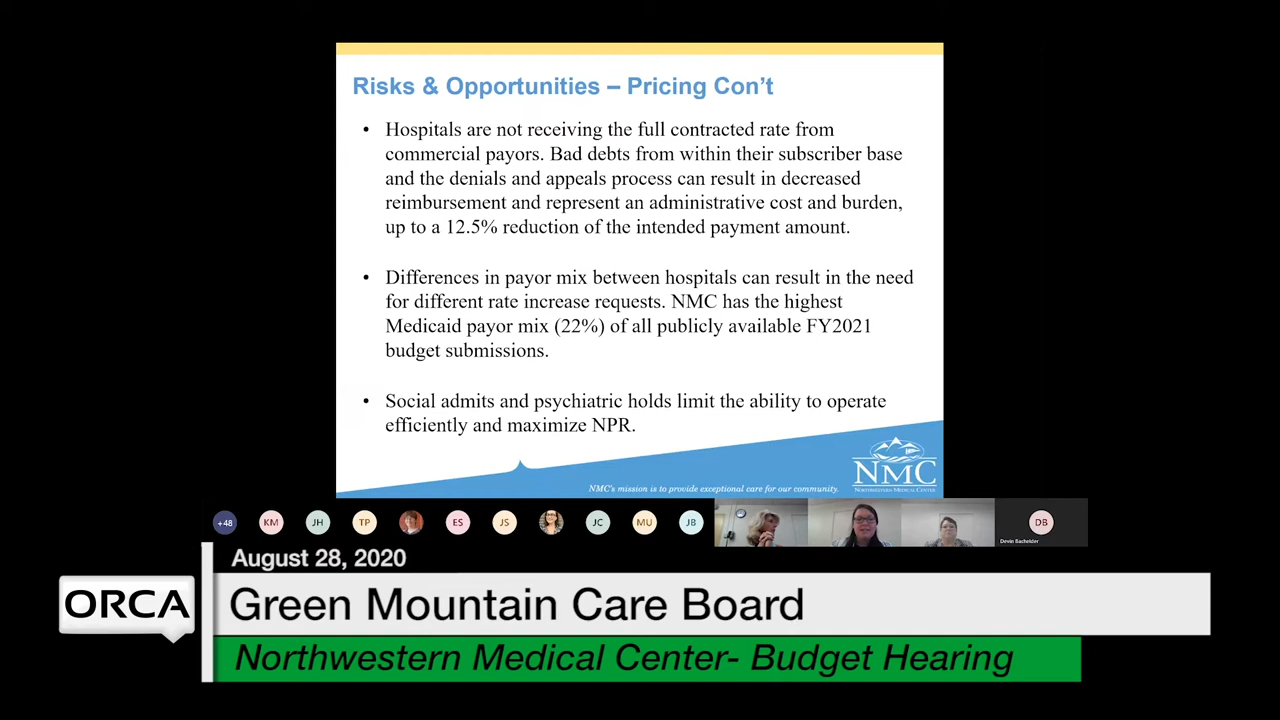 Risks & Opportunities – Pricing Con't
• Hospitals are not receiving the full contracted rate from
commercial payors. Bad debts from within their subscriber base
and the denials and appeals process can result in decreased
reimbursement and represent an administrative cost and burden,
up to a 12.5% reduction of the intended payment amount.
• Differences in payor mix between hospitals can result in the need
for different rate increase requests. NMC has the highest
Medicaid payor mix (22%) of all publicly available FY2021
budget submissions.
• Social admits and psychiatric holds limit the ability to operate
efficiently and maximize NPR.
NMC
NORTHWESTERN MEDICAL CENTER
NMC's mission is to provide exceptional care for our community.
+48 KM JH TP ES JS JC MU JB DB
Devin Bachelder
August 28, 2020
ORCA
Green Mountain Care Board
Northwestern Medical Center- Budget Hearing